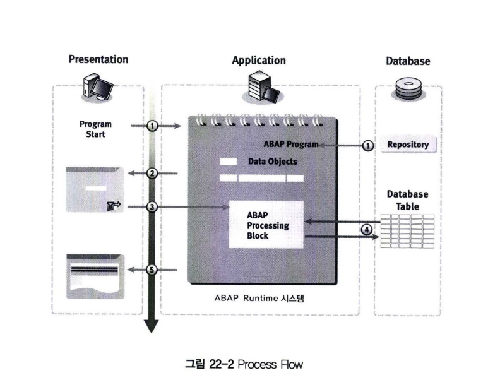 Presentation
Application
Database
Program
Start
1
ABAP Program
1
Repository
Data Objects
2
3
ABAP
Processing
Block
Database
Table
4
5
ABAP Runtime 시스템
그림 22-2 Process Flow